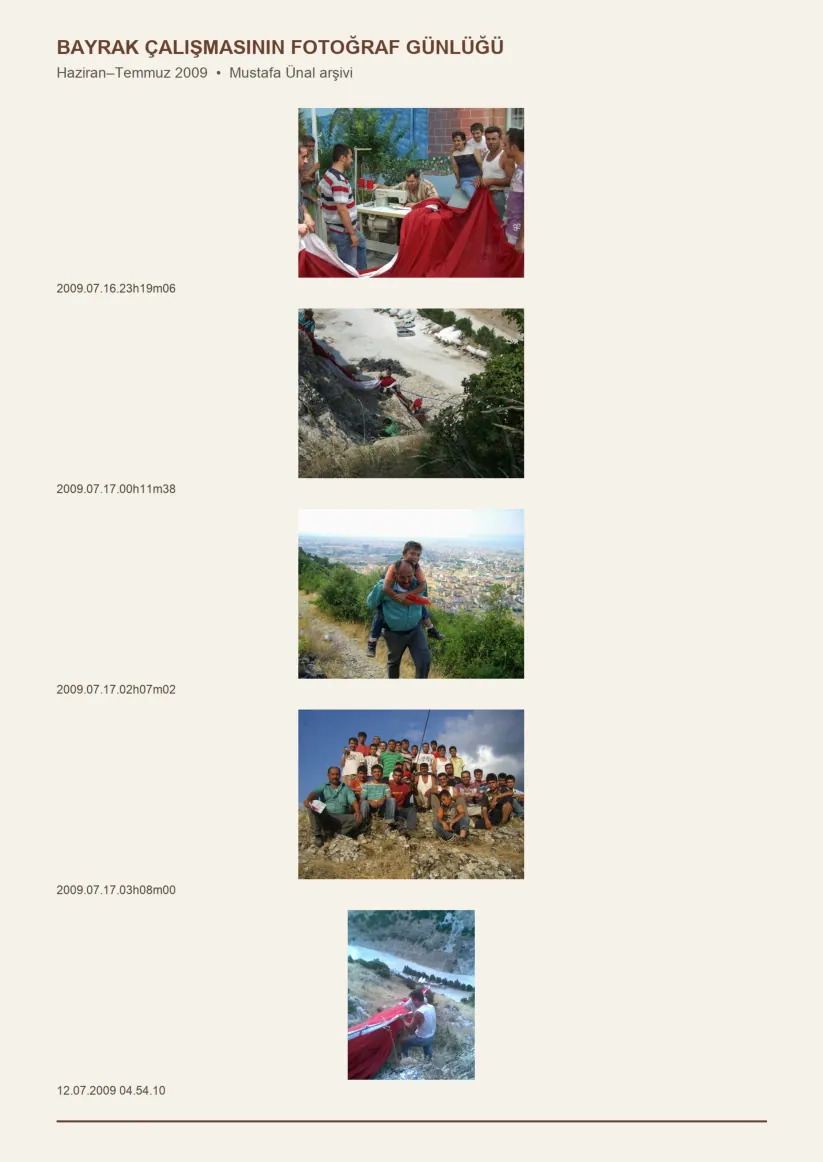 BAYRAK ÇALIŞMASININ FOTOĞRAF GÜNLÜĞÜ
Haziran–Temmuz 2009 • Mustafa Ünal arşivi
2009.07.16.23h19m06
2009.07.17.00h11m38
2009.07.17.02h07m02
2009.07.17.03h08m00
12.07.2009 04.54.10